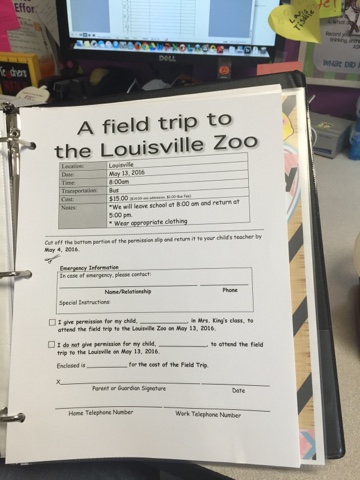 DELL
A field trip to
the Louisville Zoo
Location: Louisville
Date: May 13, 2016
Time: 8:00am
Transportation: Bus
Cost: $15.00
Notes: *We will leave school at 8:00 am and return at
5:00 pm.
* Wear appropriate clothing
Cut off the bottom portion of the permission slip and return it to your child's teacher by
May 4, 2016.
Emergency Information
In case of emergency, please contact:
Name/Relationship Phone
Special Instructions:
I give permission for my child, __________, in Mrs. King's class, to
attend the field trip to the Louisville Zoo on May 13, 2016.
I do not give permission for my child, __________, to attend the field
trip to the Louisville on May 13, 2016.
Enclosed is __________ for the cost of the Field Trip.
X__________
Parent or Guardian Signature Date
Home Telephone Number Work Telephone Number